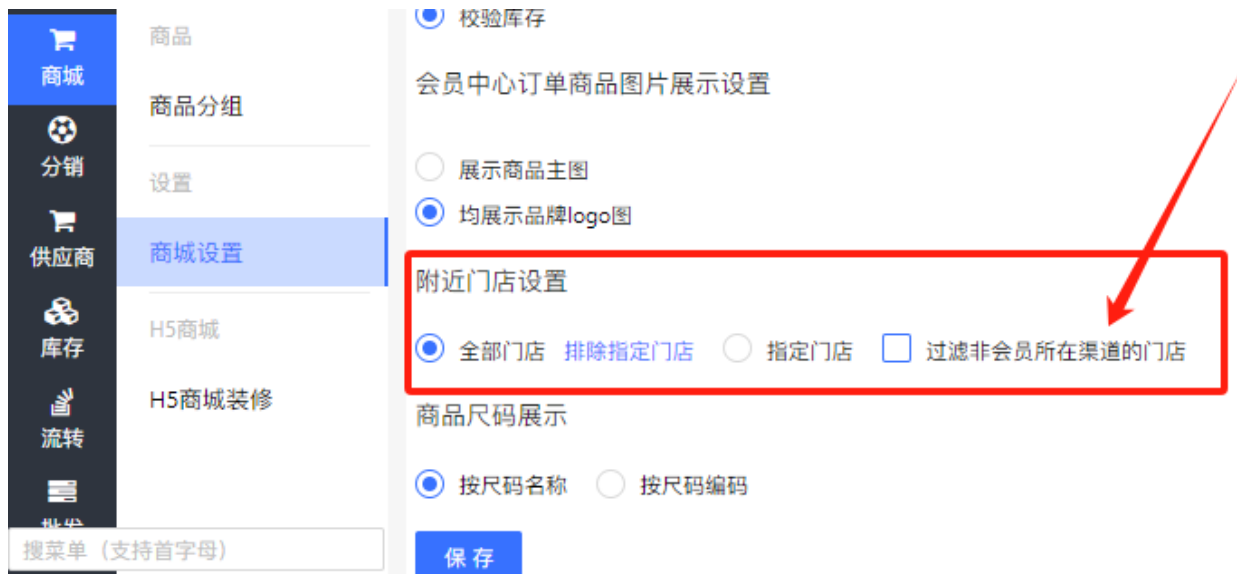 商城
分销
供应商
库存
流转
搜菜单（支持首字母）
商品
商品分组
设置
商城设置
H5商城
H5商城装修
校验库存
会员中心订单商品图片展示设置
展示商品主图
均展示品牌logo图
附近门店设置
全部门店 排除指定门店 指定门店 过滤非会员所在渠道的门店
商品尺码展示
按尺码名称 按尺码编码
保存